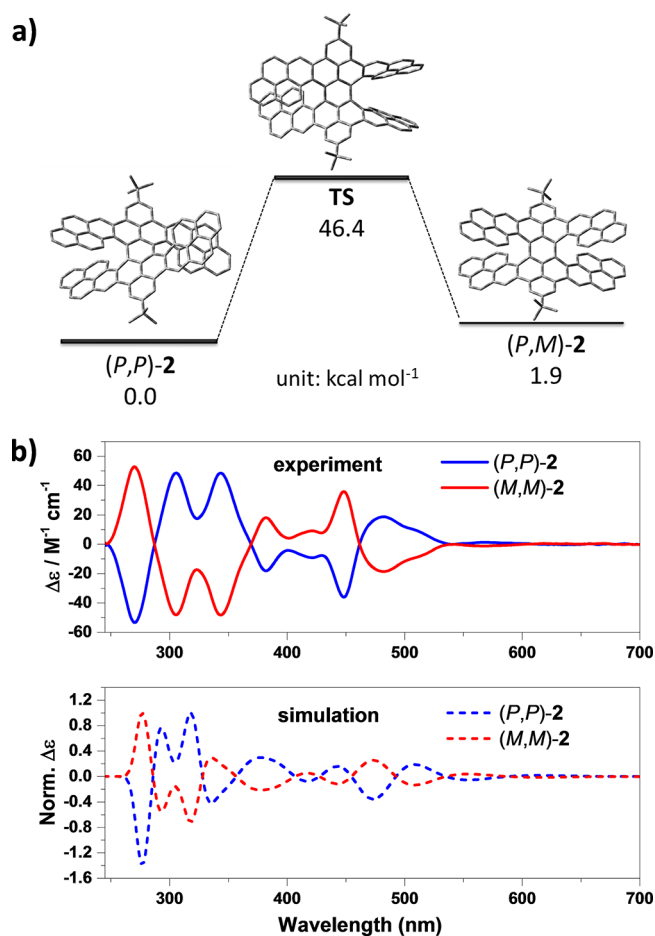 a)
TS
46.4
(P,P)-2
0.0
unit: kcal mol⁻¹
(P,M)-2
1.9
b)
experiment
(P,P)-2
(M,M)-2
Δε / M⁻¹ cm⁻¹
60
40
20
0
-20
-40
-60
300
400
500
600
700
simulation
(P,P)-2
(M,M)-2
Norm. Δε
1.2
0.8
0.4
0.0
-0.4
-0.8
-1.2
-1.6
300
400
500
600
700
Wavelength (nm)